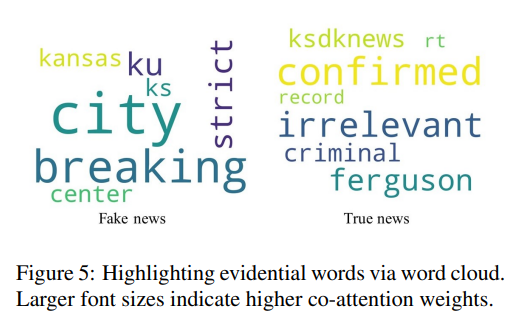 kansas ku
ks
city
strict
breaking
center
Fake news
ksdknews rt
confirmed
record
irrelevant
criminal
ferguson
True news
Figure 5: Highlighting evidential words via word cloud.
Larger font sizes indicate higher co-attention weights.